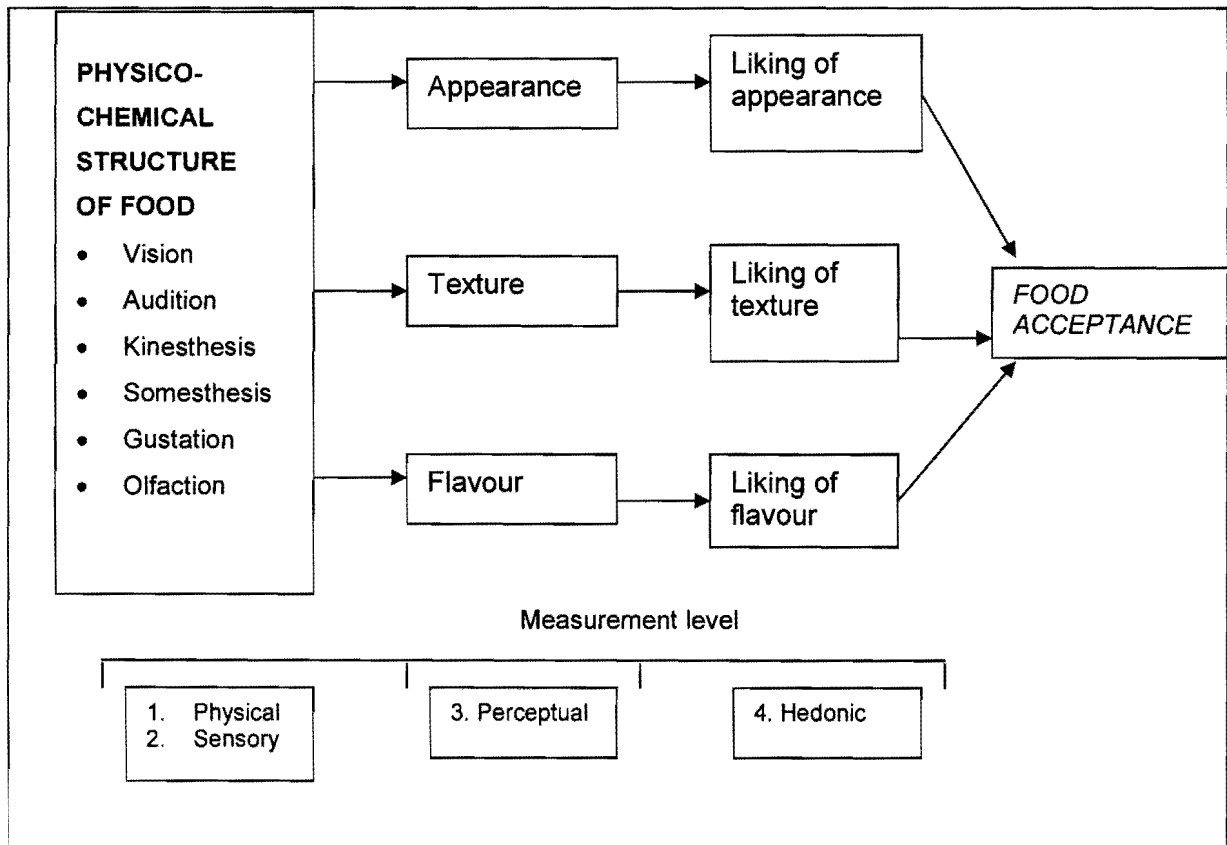 PHYSICO-
CHEMICAL
STRUCTURE
OF FOOD
• Vision
• Audition
• Kinesthesis
• Somesthesis
• Gustation
• Olfaction
Appearance
Liking of
appearance
Texture
Liking of
texture
Flavour
Liking of
flavour
FOOD
ACCEPTANCE
Measurement level
1. Physical
2. Sensory
3. Perceptual
4. Hedonic